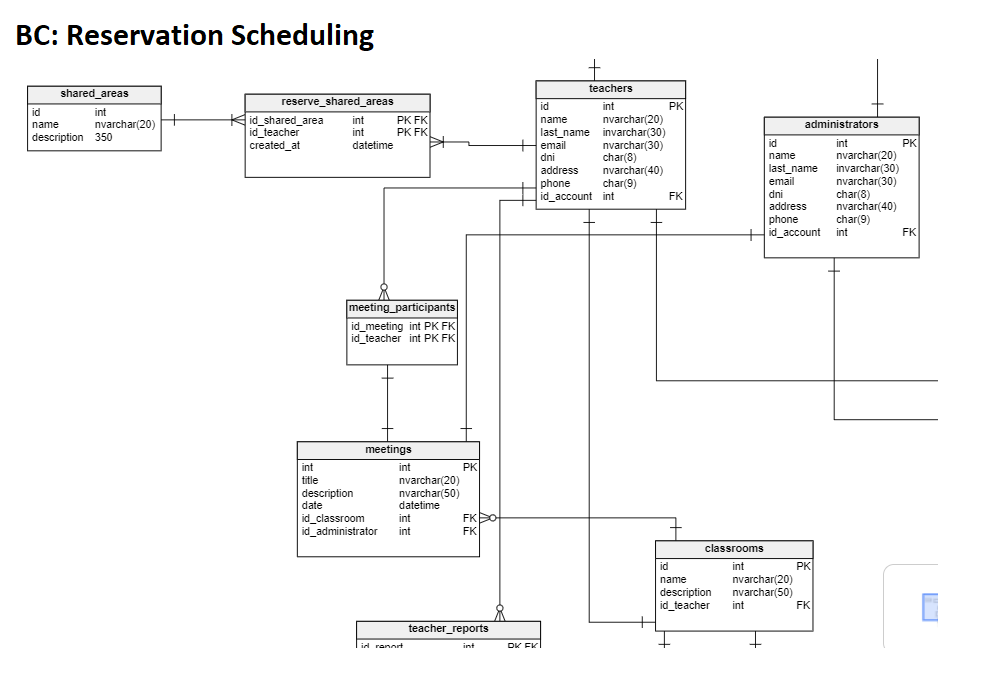 BC: Reservation Scheduling
shared_areas
id int
name nvarchar(20)
description 350
reserve_shared_areas
id_shared_area int PK FK
id_teacher int PK FK
created_at datetime
teachers
id int PK
name nvarchar(20)
last_name invarchar(30)
email nvarchar(30)
dni char(8)
address nvarchar(40)
phone char(9)
id_account int FK
administrators
id int PK
name nvarchar(20)
last_name invarchar(30)
email nvarchar(30)
dni char(8)
address nvarchar(40)
phone char(9)
id_account int FK
meeting_participants
id_meeting int PK FK
id_teacher int PK FK
meetings
int int PK
title nvarchar(20)
description nvarchar(50)
date datetime
id_classroom int FK
id_administrator int FK
classrooms
id int PK
name nvarchar(20)
description nvarchar(50)
id_teacher int FK
teacher_reports
id_report int PK FK